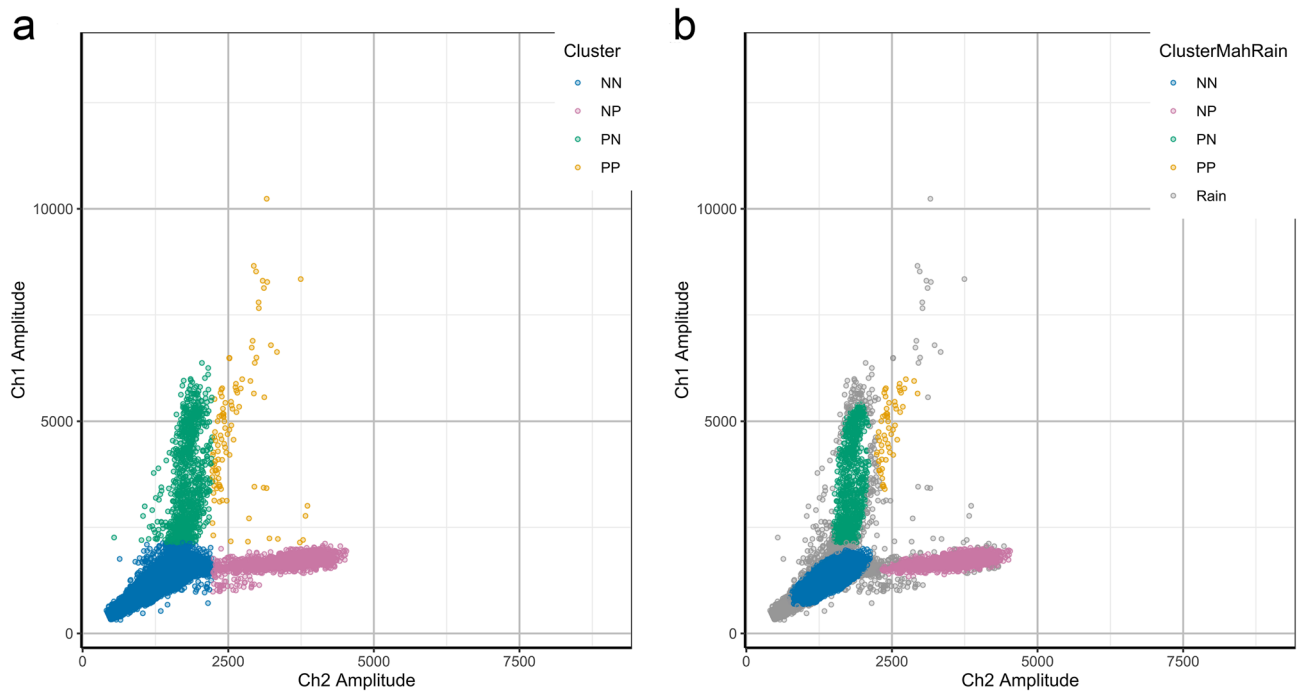 a
Cluster
NN
NP
PN
PP
10000
5000
0
Ch1 Amplitude
0
2500
5000
7500
Ch2 Amplitude
b
ClusterMahRain
NN
NP
PN
PP
Rain
10000
5000
0
Ch1 Amplitude
0
2500
5000
7500
Ch2 Amplitude